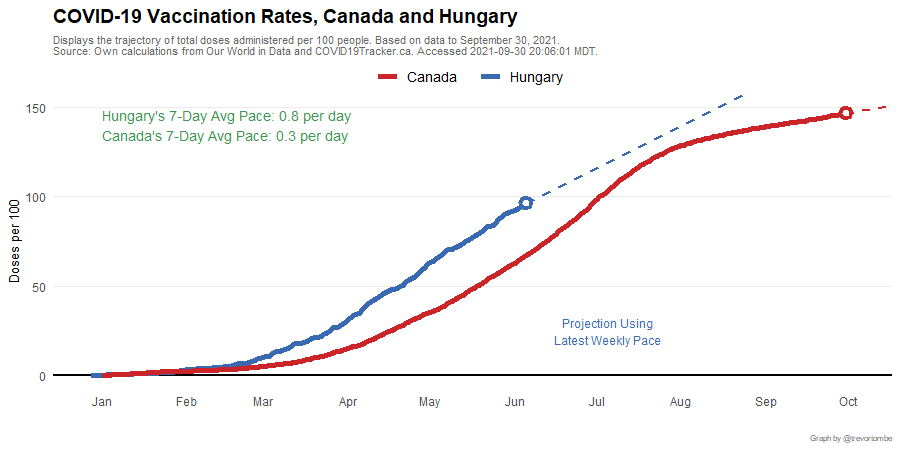 COVID-19 Vaccination Rates, Canada and Hungary
Displays the trajectory of total doses administered per 100 people. Based on data to September 30, 2021.
Source: Own calculations from Our World in Data and COVID19Tracker.ca. Accessed 2021-09-30 20:06:01 MDT.
Canada Hungary
Hungary's 7-Day Avg Pace: 0.8 per day
Canada's 7-Day Avg Pace: 0.3 per day
Doses per 100
150
100
50
0
Projection Using
Latest Weekly Pace
Jan Feb Mar Apr May Jun Jul Aug Sep Oct
Graph by @trevortombe